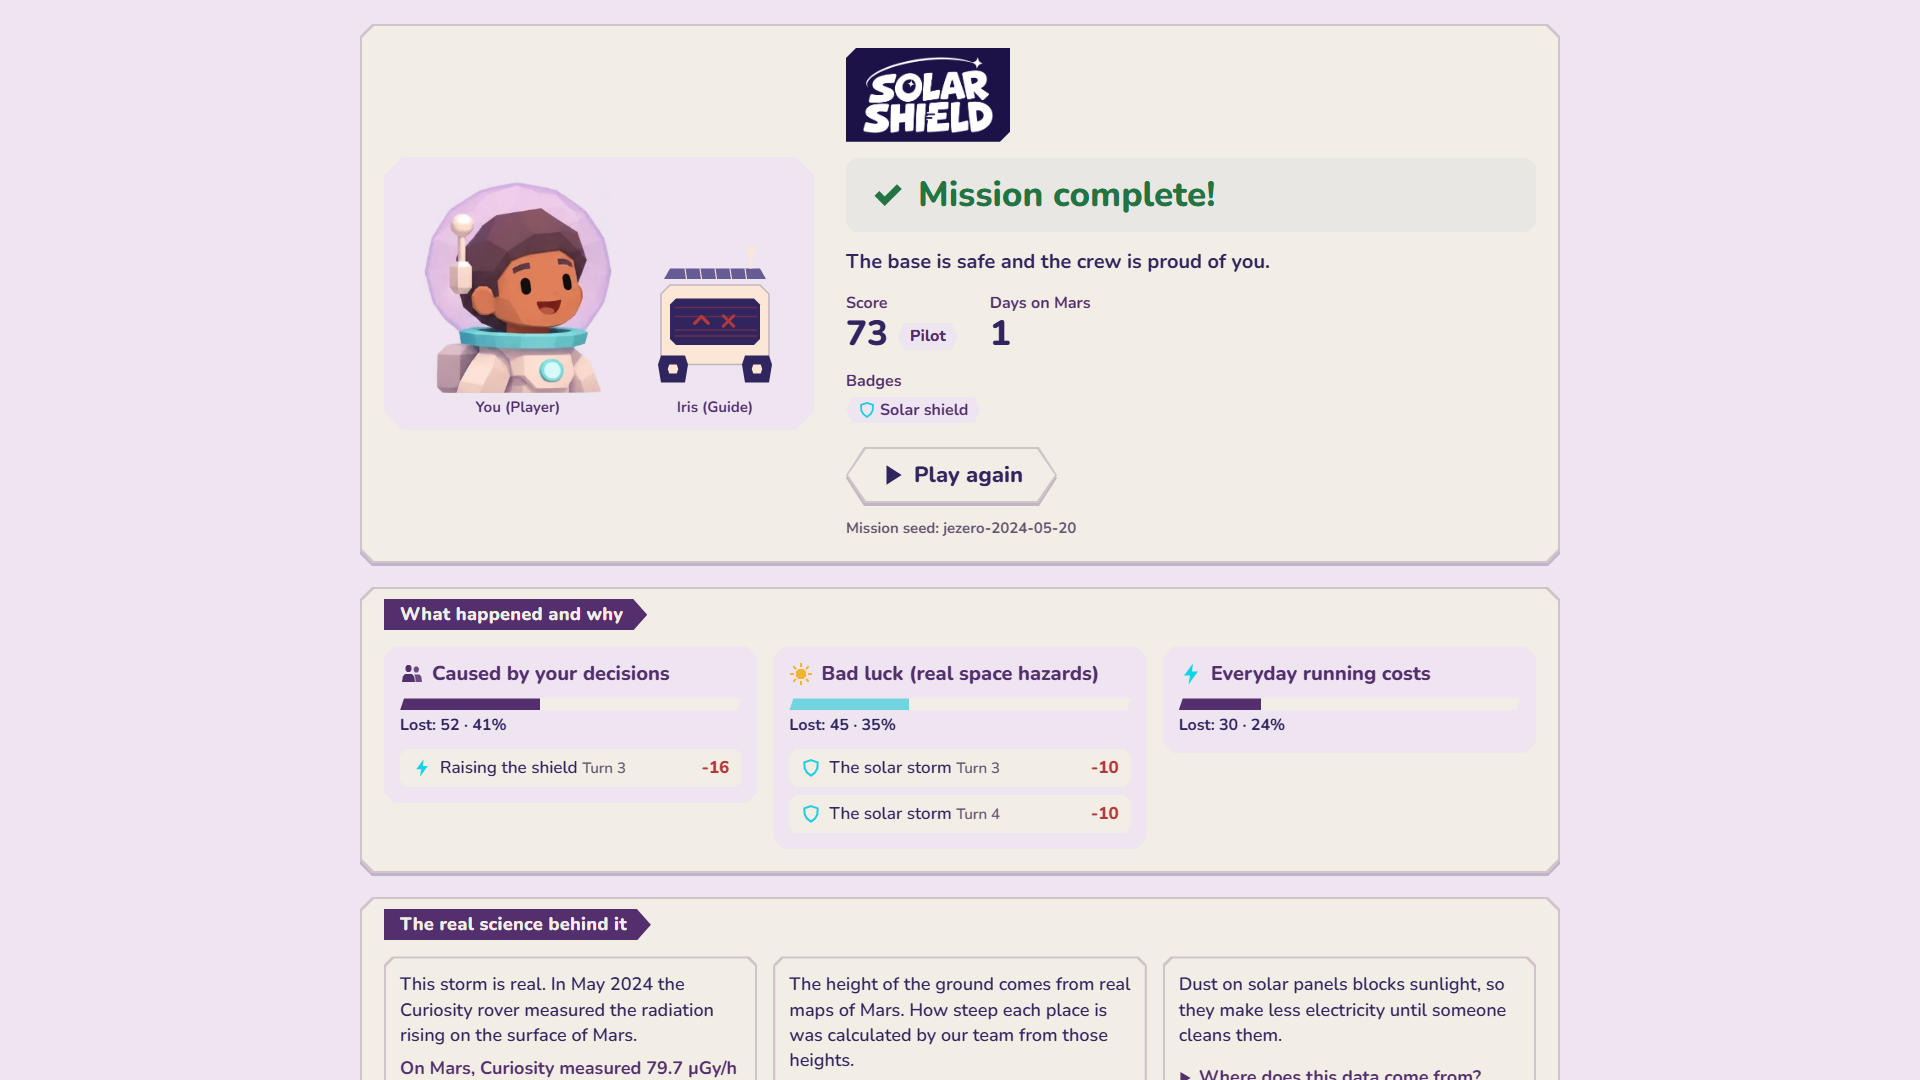 SOLAR
SHIELD
Mission complete!
The base is safe and the crew is proud of you.
Score
73 Pilot
Days on Mars
1
Badges
Solar shield
Play again
Mission seed: jezero-2024-05-20
You (Player)
Iris (Guide)
What happened and why
Caused by your decisions
Lost: 52 · 41%
Raising the shield Turn 3 -16
Bad luck (real space hazards)
Lost: 45 · 35%
The solar storm Turn 3 -10
The solar storm Turn 4 -10
Everyday running costs
Lost: 30 · 24%
The real science behind it
This storm is real. In May 2024 the
Curiosity rover measured the radiation
rising on the surface of Mars.
On Mars, Curiosity measured 79.7 µGy/h
The height of the ground comes from real
maps of Mars. How steep each place is
was calculated by our team from those
heights.
Dust on solar panels blocks sunlight, so
they make less electricity until someone
cleans them.
Where does this data come from?